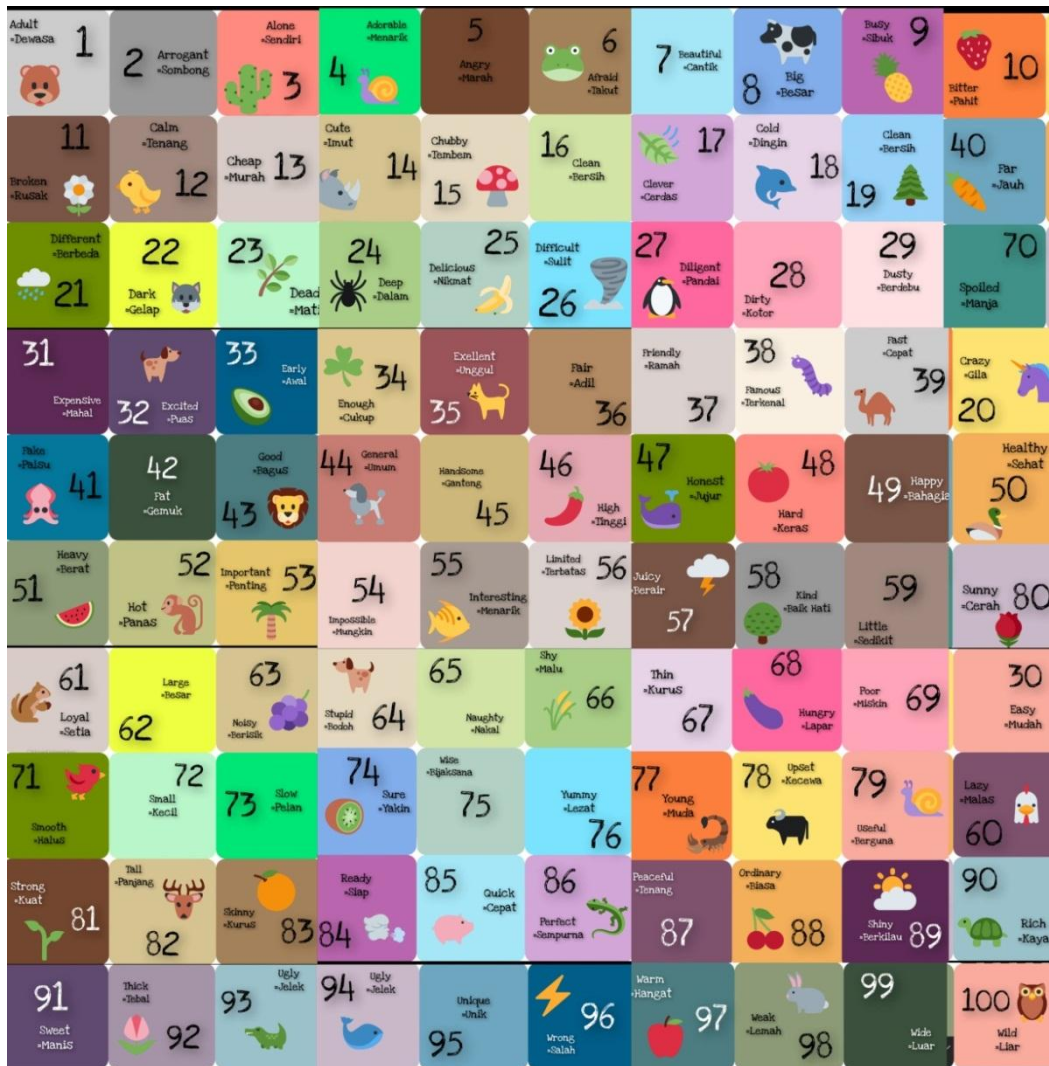 Adult
=Dewasa
1
2
Arrogant
=Sombong
Alone
=Sendiri
3
Adorable
=Menarik
4
5
Angry
=Marah
6
Afraid
=Takut
7
Beautiful
=Cantik
8
Big
=Besar
Busy
=Sibuk
9
10
Bitter
=Pahit
11
Broken
=Rusak
Calm
=Tenang
12
Cheap
=Murah
13
Cute
=Imut
14
Chubby
=Tembem
15
16
Clean
=Bersih
17
Clever
=Cerdas
Cold
=Dingin
18
Clean
=Bersih
19
40
Far
=Jauh
Different
=Berbeda
21
22
Dark
=Gelap
23
Dead
=Mati
24
Deep
=Dalam
25
Delicious
=Nikmat
Difficult
=Sulit
26
27
Diligent
=Pandai
28
Dirty
=Kotor
29
Dusty
=Berdebu
70
Spoiled
=Manja
31
Expensive
=Mahal
32
Excited
=Puas
33
Early
=Awal
34
Enough
=Cukup
Exellent
=Unggul
35
Fair
=Adil
36
Friendly
=Ramah
37
38
Famous
=Terkenal
Fast
=Cepat
39
Crazy
=Gila
20
Fake
=Palsu
41
42
Fat
=Gemuk
Good
=Bagus
43
44
General
=Umum
Handsome
=Ganteng
45
46
High
=Tinggi
47
Honest
=Jujur
48
Hard
=Keras
49
Happy
=Bahagia
Healthy
=Sehat
50
Heavy
=Berat
51
52
Hot
=Panas
Important
=Penting
53
54
Impossible
=Mungkin
55
Interesting
=Menarik
Limited
=Terbatas
56
Juicy
=Berair
57
58
Kind
=Baik Hati
59
Little
=Sedikit
Sunny
=Cerah
80
61
Loyal
=Setia
Large
=Besar
62
63
Noisy
=Berisik
Stupid
=Bodoh
64
65
Naughty
=Nakal
Shy
=Malu
66
Thin
=Kurus
67
68
Hungry
=Lapar
Poor
=Miskin
69
30
Easy
=Mudah
71
Smooth
=Halus
72
Small
=Kecil
73
Slow
=Pelan
74
Sure
=Yakin
Wise
=Bijaksana
75
Yummy
=Lezat
76
77
Young
=Muda
78
Upset
=Kecewa
79
Useful
=Berguna
Lazy
=Malas
60
Strong
=Kuat
81
Tall
=Panjang
82
Skinny
=Kurus
83
Ready
=Siap
84
85
Quick
=Cepat
86
Perfect
=Sempurna
Peaceful
=Tenang
87
Ordinary
=Biasa
88
Shiny
=Berkilau
89
90
Rich
=Kaya
91
Sweet
=Manis
Thick
=Tebal
92
Ugly
=Jelek
93
94
Ugly
=Jelek
Unique
=Unik
95
96
Wrong
=Salah
Warm
=Hangat
97
Weak
=Lemah
98
99
Wide
=Luar
100
Wild
=Liar